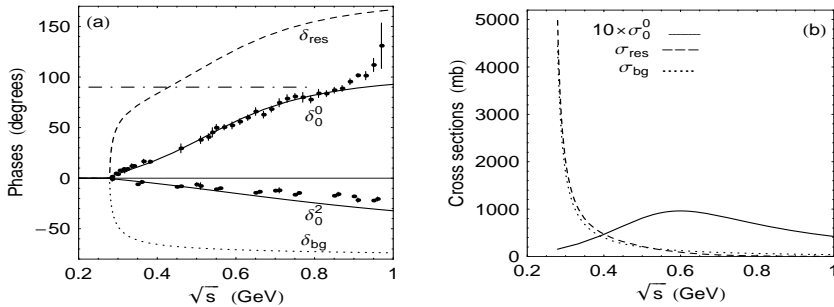 (a)
150
100
50
0
−50
Phases (degrees)
δres
δ⁰₀
δ²₀
δbg
0.2 0.4 0.6 0.8 1
√s (GeV)
(b)
10×σ⁰₀
σres
σbg
5000
4000
3000
2000
1000
0
Cross sections (mb)
0.2 0.4 0.6 0.8 1
√s (GeV)